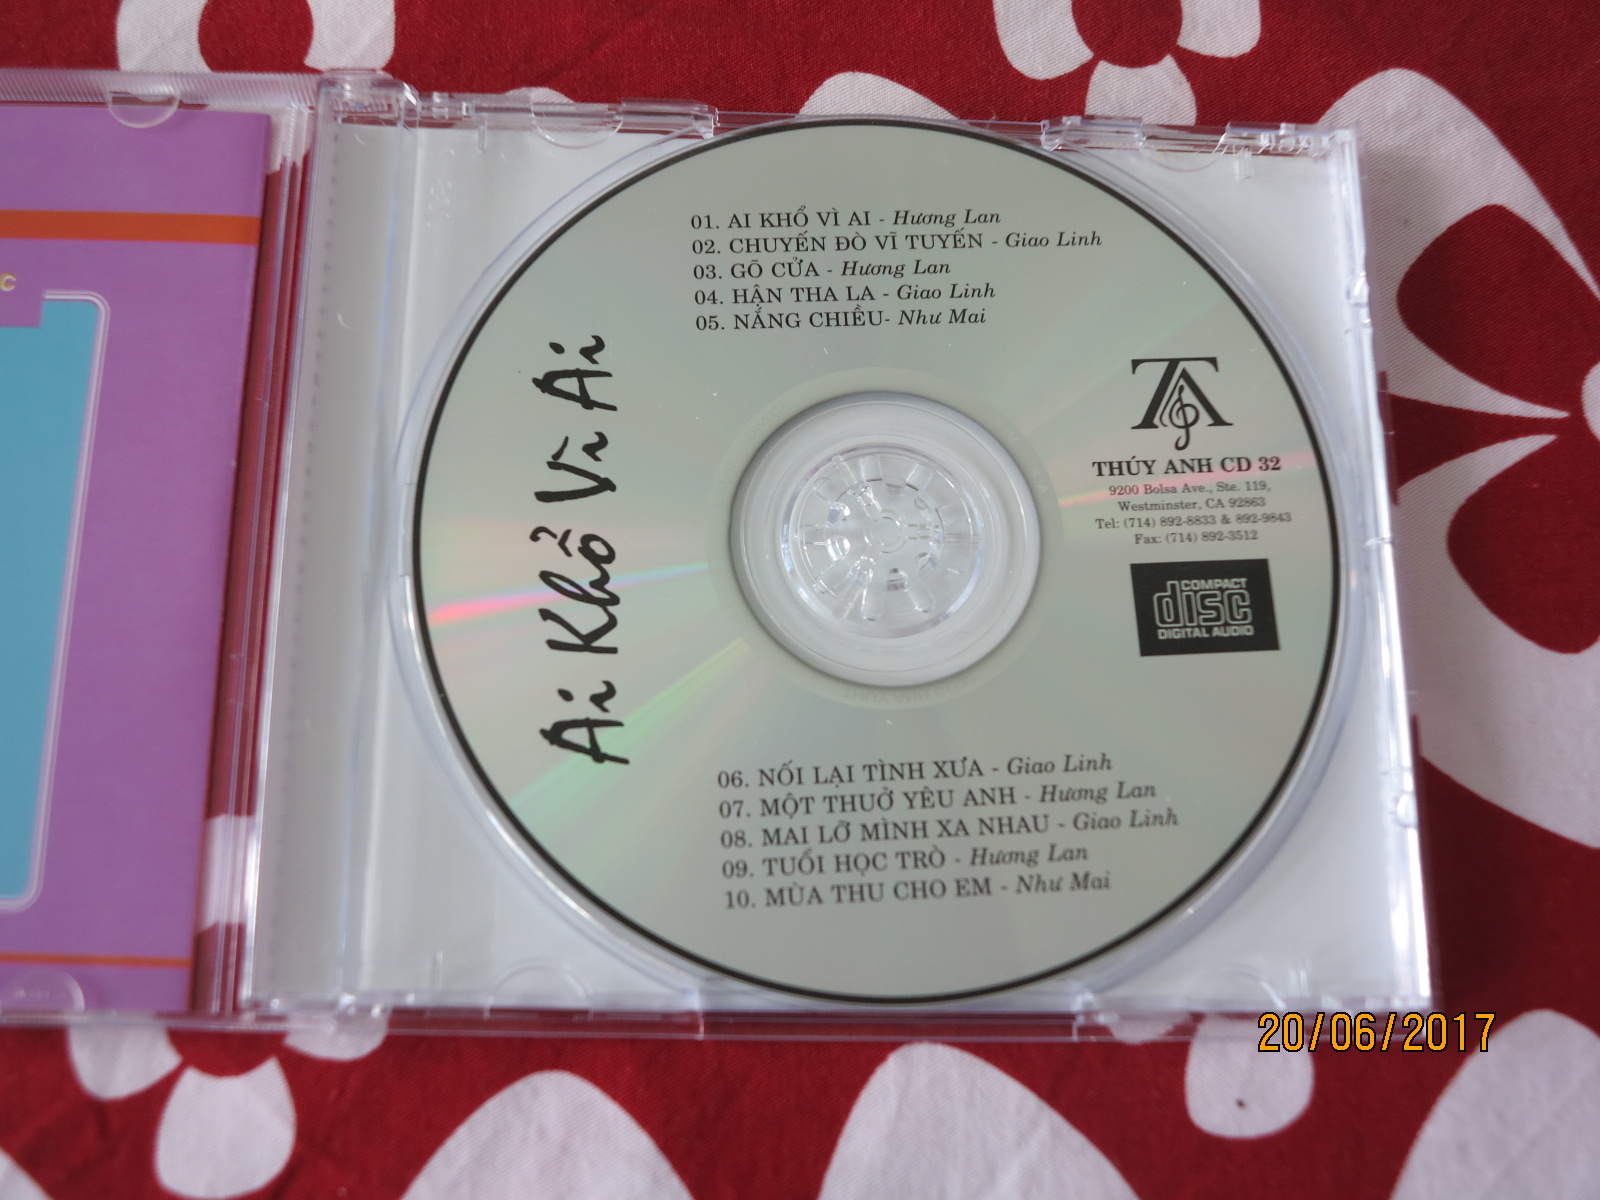 01. AI KHỔ VÌ AI - Hương Lan
02. CHUYẾN ĐÒ VĨ TUYẾN - Giao Linh
03. GÕ CỬA - Hương Lan
04. HẬN THA LA - Giao Linh
05. NẮNG CHIỀU- Như Mai
Ai Khổ Vì Ai
TA
THÚY ANH CD 32
9200 Bolsa Ave., Ste. 119,
Westminster, CA 92863
Tel: (714) 892-8833 & 892-9843
Fax: (714) 892-3512
COMPACT
disc
DIGITAL AUDIO
06. NỐI LẠI TÌNH XƯA - Giao Linh
07. MỘT THUỞ YÊU ANH - Hương Lan
08. MAI LỠ MÌNH XA NHAU - Giao Linh
09. TUỔI HỌC TRÒ - Hương Lan
10. MÙA THU CHO EM - Như Mai
C
20/06/2017